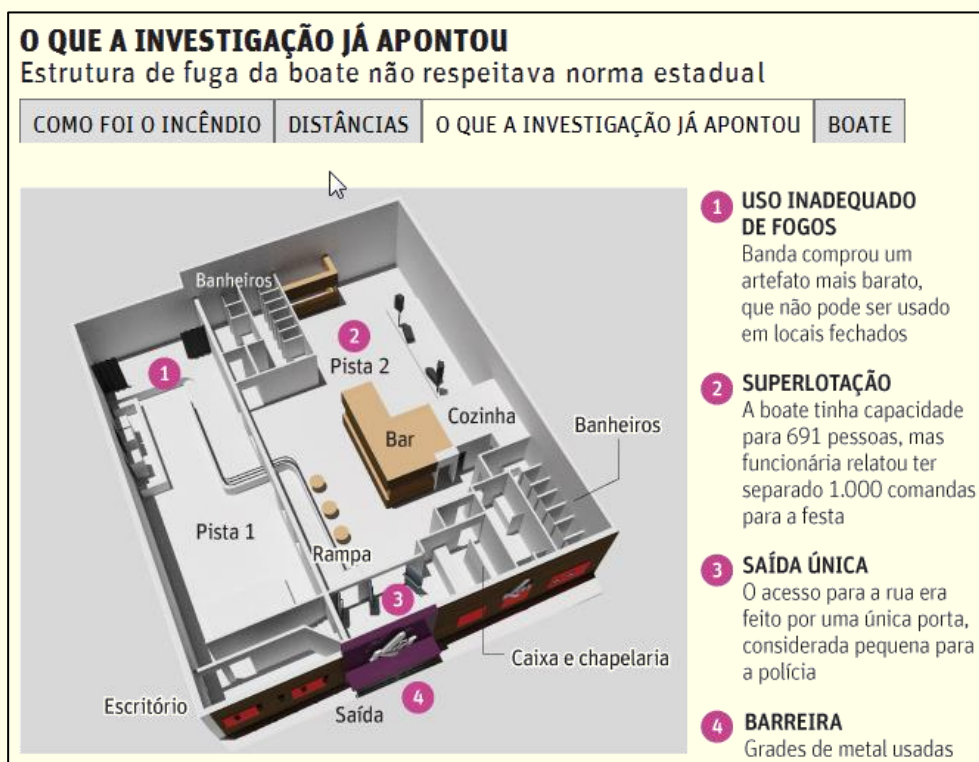 O QUE A INVESTIGAÇÃO JÁ APONTOU
Estrutura de fuga da boate não respeitava norma estadual
COMO FOI O INCÊNDIO
DISTÂNCIAS
O QUE A INVESTIGAÇÃO JÁ APONTOU
BOATE
Banheiros
2
Pista 2
1
Cozinha
Bar
Banheiros
Pista 1
Rampa
3
Caixa e chapelaria
4
Escritório
Saída
1 USO INADEQUADO
DE FOGOS
Banda comprou um
artefato mais barato,
que não pode ser usado
em locais fechados
2 SUPERLOTAÇÃO
A boate tinha capacidade
para 691 pessoas, mas
funcionária relatou ter
separado 1.000 comandas
para a festa
3 SAÍDA ÚNICA
O acesso para a rua era
feito por uma única porta,
considerada pequena para
a polícia
4 BARREIRA
Grades de metal usadas